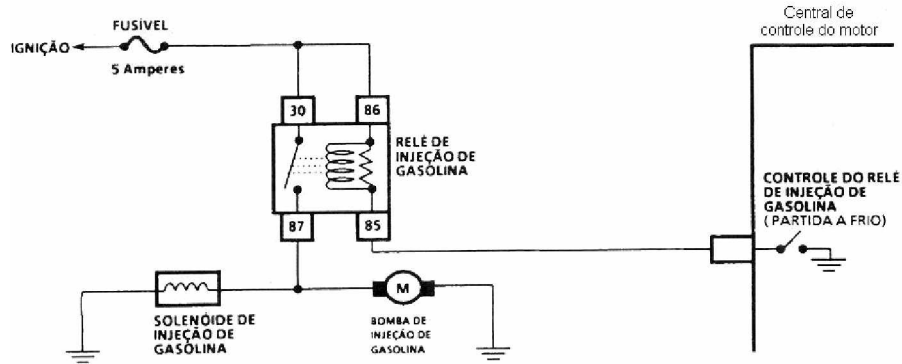 Central de
controle do motor
FUSÍVEL
IGNIÇÃO
5 Amperes
30
86
RELÉ DE
INJEÇÃO DE
GASOLINA
87
85
CONTROLE DO RELÉ
DE INJEÇÃO DE
GASOLINA
(PARTIDA A FRIO)
M
SOLENÓIDE DE
INJEÇÃO DE
GASOLINA
BOMBA DE
INJEÇÃO DE
GASOLINA